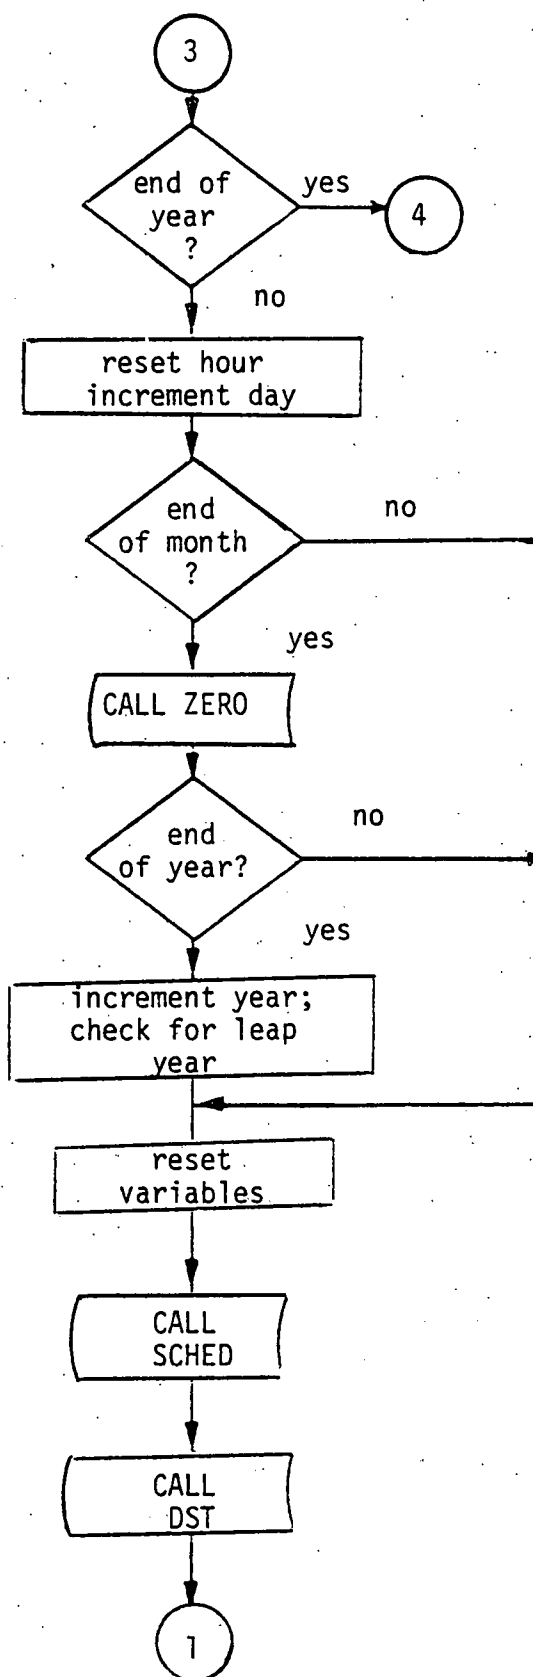 3
end of
year
?
yes
4
no
reset hour
increment day
end
of month
?
no
yes
CALL ZERO
end
of year?
no
yes
increment year;
check for leap
year
reset
variables
CALL
SCHED
CALL
DST
1